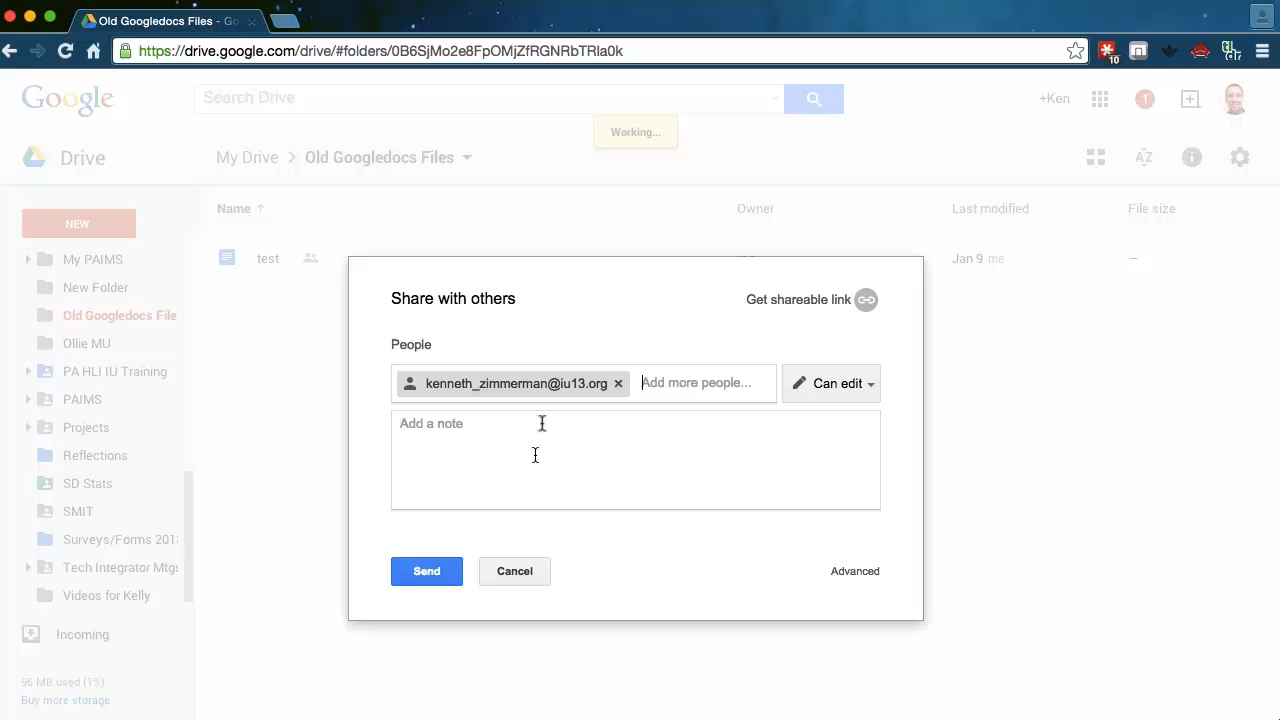 Old Googledocs Files - Go
https://drive.google.com/drive/#folders/0B6SjMo2e8FpOMjZfRGNRbTRla0k
10
Google
Search Drive
+Ken
1
Working...
Drive
My Drive > Old Googledocs Files
NEW
Name
Owner
Last modified
File size
My PAIMS
test
Jan 9 me
—
New Folder
Old Googledocs File
Ollie MU
PA HLI IU Training
PAIMS
Projects
Reflections
SD Stats
SMIT
Surveys/Forms 201
Tech Integrator Mtgs
Videos for Kelly
Incoming
96 MB used (1%)
Buy more storage
Share with others
Get shareable link
People
kenneth_zimmerman@iu13.org
Add more people...
Can edit
Add a note
Send
Cancel
Advanced